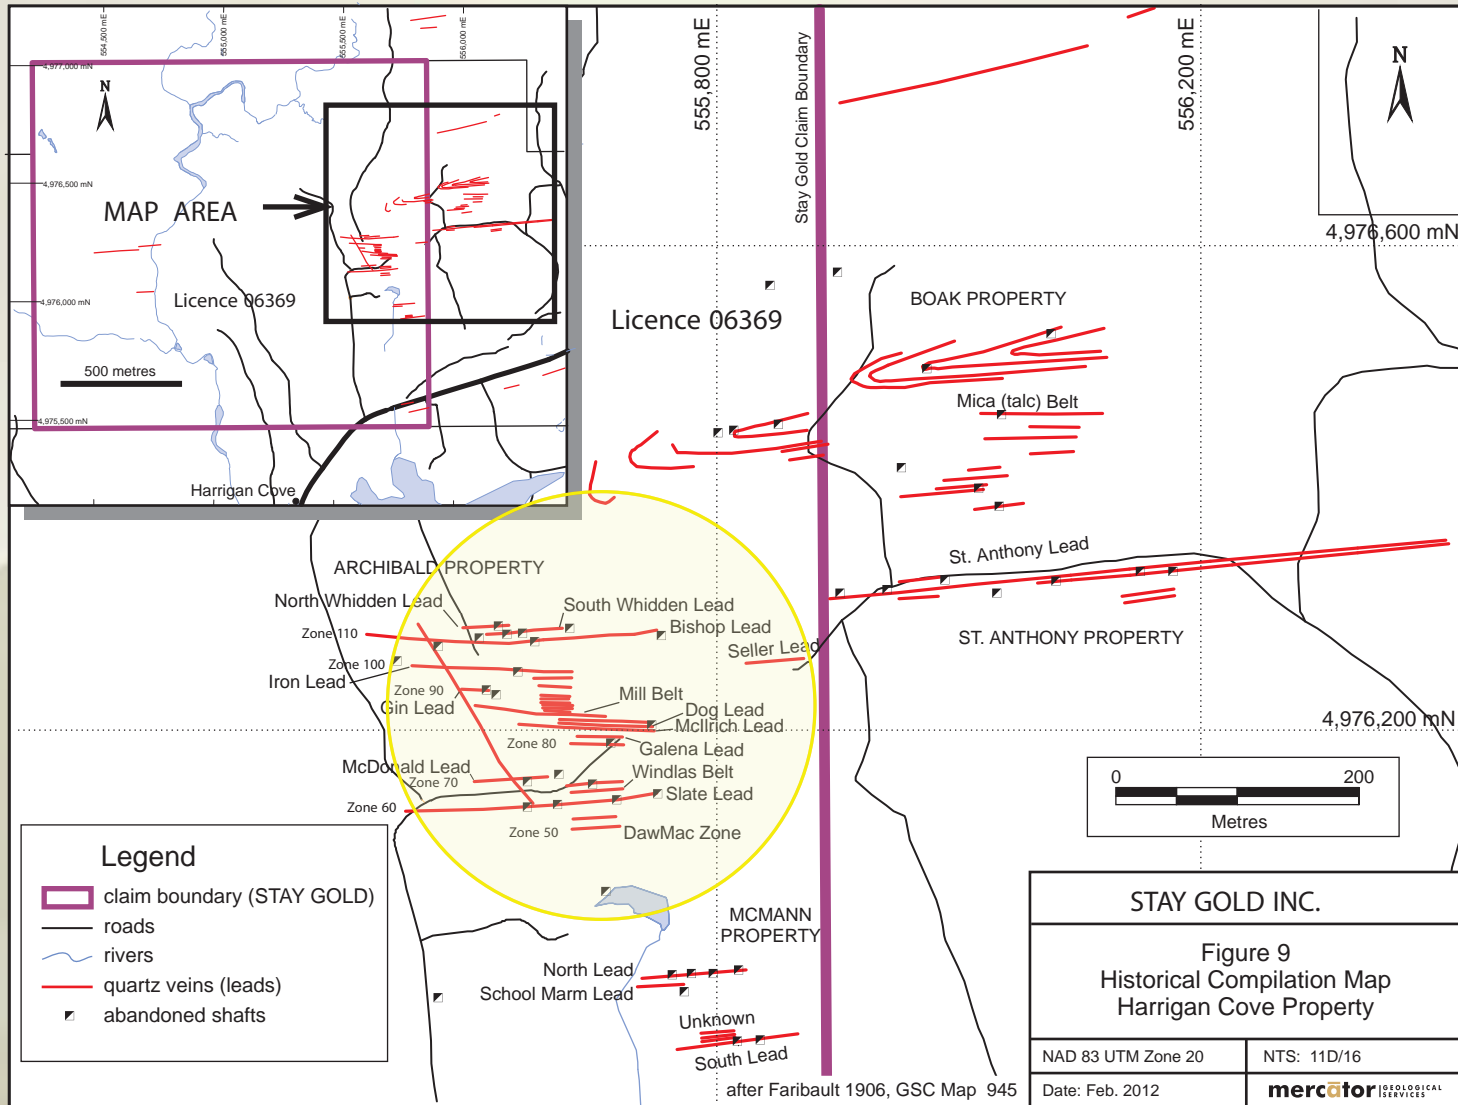 554,500 mE
555,000 mE
555,500 mE
556,000 mE
4,977,000 mN
N
4,976,500 mN
MAP AREA
4,976,000 mN
Licence 06369
500 metres
4,975,500 mN
Harrigan Cove
555,800 mE
Stay Gold Claim Boundary
556,200 mE
N
4,976,600 mN
Licence 06369
BOAK PROPERTY
Mica (talc) Belt
St. Anthony Lead
ST. ANTHONY PROPERTY
ARCHIBALD PROPERTY
North Whidden Lead
South Whidden Lead
Zone 110
Bishop Lead
Seller Lead
Zone 100
Iron Lead
Zone 90
Gin Lead
Mill Belt
Dog Lead
McIlrich Lead
4,976,200 mN
Zone 80
Galena Lead
McDonald Lead
Zone 70
Windlas Belt
Slate Lead
Zone 60
Zone 50
DawMac Zone
0
200
Metres
Legend
claim boundary (STAY GOLD)
roads
rivers
quartz veins (leads)
abandoned shafts
MCMANN
PROPERTY
North Lead
School Marm Lead
Unknown
South Lead
after Faribault 1906, GSC Map 945
STAY GOLD INC.
Figure 9
Historical Compilation Map
Harrigan Cove Property
NAD 83 UTM Zone 20
NTS: 11D/16
Date: Feb. 2012
mercātor GEOLOGICAL
SERVICES